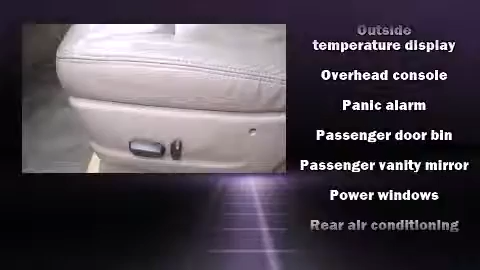 Outside
temperature display
Overhead console
Panic alarm
Passenger door bin
Passenger vanity mirror
Power windows
Rear air conditioning